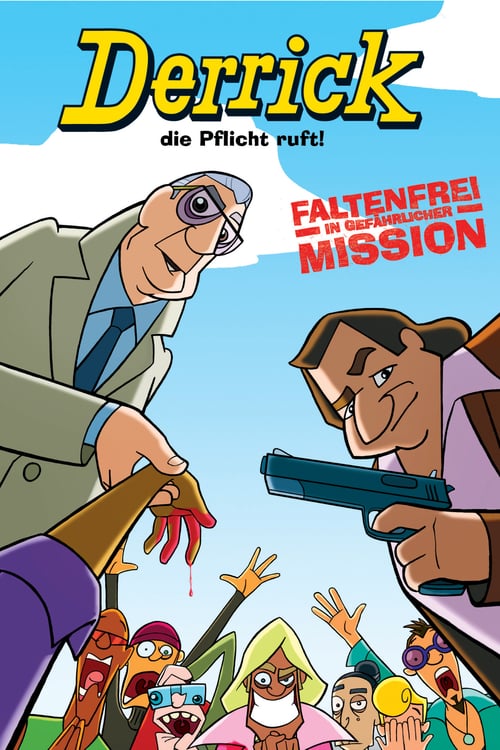 Derrick
die Pflicht ruft!
FALTENFREI
IN GEFÄHRLICHER
MISSION